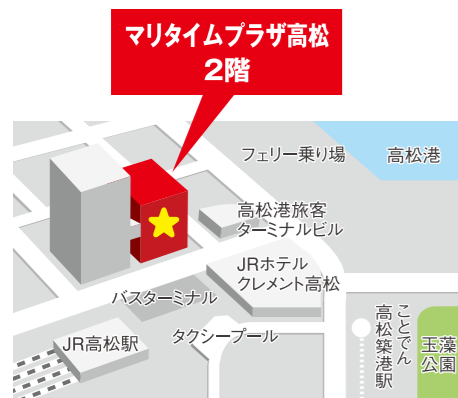 マリタイムプラザ高松
2階
フェリー乗り場
高松港
高松港旅客
ターミナルビル
JRホテル
クレメント高松
バスターミナル
タクシープール
JR高松駅
ことでん
高松築港駅
玉藻
公園